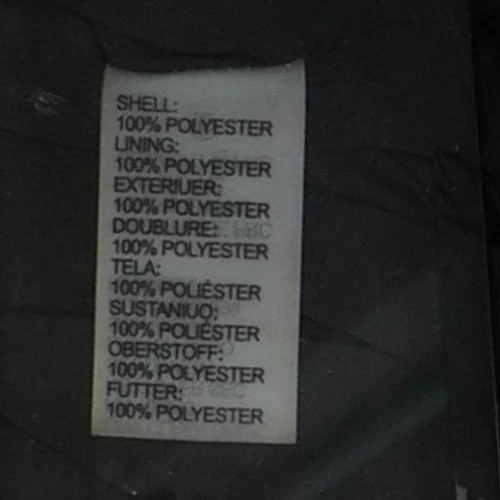 SHELL:
100% POLYESTER
LINING:
100% POLYESTER
EXTERIUER:
100% POLYESTER
DOUBLURE:
100% POLYESTER
TELA:
100% POLIÉSTER
SUSTANIUO:
100% POLIÉSTER
OBERSTOFF:
100% POLYESTER
FUTTER:
100% POLYESTER